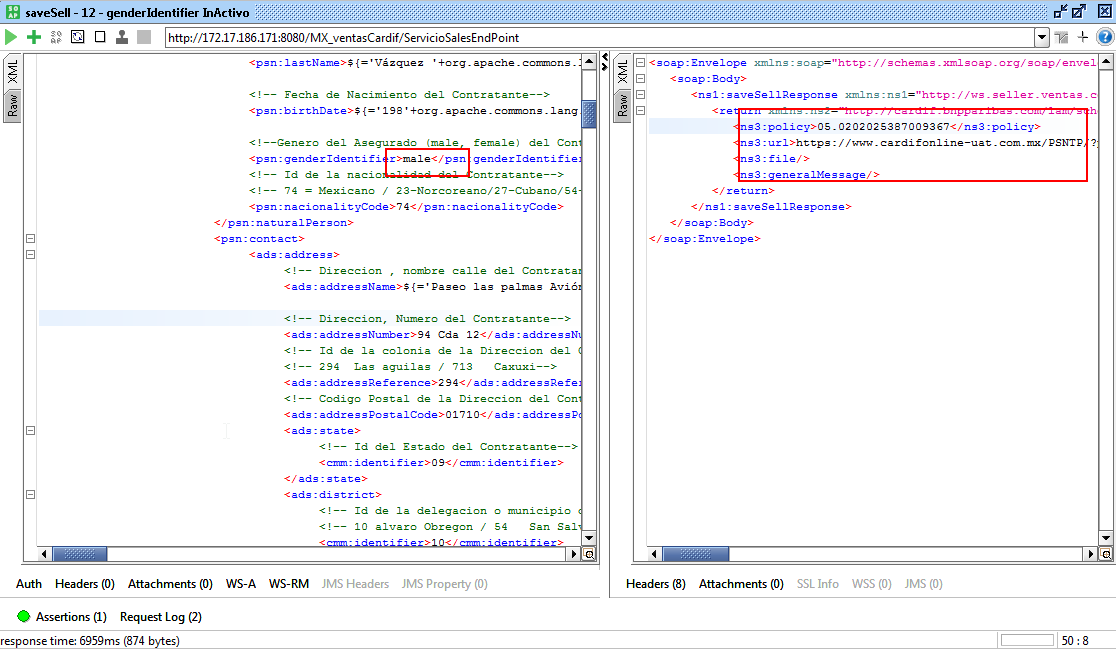 SO
AP
saveSell - 12 - genderIdentifier InActivo
http://172.17.186.171:8080/MX_ventasCardif/ServicioSalesEndPoint
XML
Raw
<psn:lastName>${='Vázquez '+org.apache.commons.l
<!-- Fecha de Nacimiento del Contratante-->
<psn:birthDate>${='198'+org.apache.commons.lang
<!--Genero del Asegurado (male, female) del Cont
<psn:genderIdentifier>male</psn:genderIdentifier
<!-- Id de la nacionalidad del Contratante-->
<!-- 74 = Mexicano / 23-Norcoreano/27-Cubano/54-
<psn:nacionalityCode>74</psn:nacionalityCode>
</psn:naturalPerson>
<psn:contact>
<ads:address>
<!-- Direccion , nombre calle del Contratan
<ads:addressName>${='Paseo las palmas Avión
<!-- Direccion, Numero del Contratante-->
<ads:addressNumber>94 Cda 12</ads:addressNu
<!-- Id de la colonia de la Direccion del C
<!-- 294 Las aguilas / 713 Caxuxi-->
<ads:addressReference>294</ads:addressRefer
<!-- Codigo Postal de la Direccion del Cont
<ads:addressPostalCode>01710</ads:addressPo
<ads:state>
<!-- Id del Estado del Contratante-->
<cmm:identifier>09</cmm:identifier>
</ads:state>
<ads:district>
<!-- Id de la delegacion o municipio d
<!-- 10 alvaro Obregon / 54 San Salv
<cmm:identifier>10</cmm:identifier>
XML
Raw
<soap:Envelope xmlns:soap="http://schemas.xmlsoap.org/soap/envel
<soap:Body>
<ns1:saveSellResponse xmlns:ns1="http://ws.seller.ventas.c
<return xmlns:ns2="http://cardif.bnpparibas.com/lam/sch
<ns3:policy>05.0202025387009367</ns3:policy>
<ns3:url>https://www.cardifonline-uat.com.mx/PSNTP/?
<ns3:file/>
<ns3:generalMessage/>
</return>
</ns1:saveSellResponse>
</soap:Body>
</soap:Envelope>
Auth Headers (0) Attachments (0) WS-A WS-RM JMS Headers JMS Property (0)
Headers (8) Attachments (0) SSL Info WSS (0) JMS (0)
Assertions (1) Request Log (2)
response time: 6959ms (874 bytes)
50 : 8